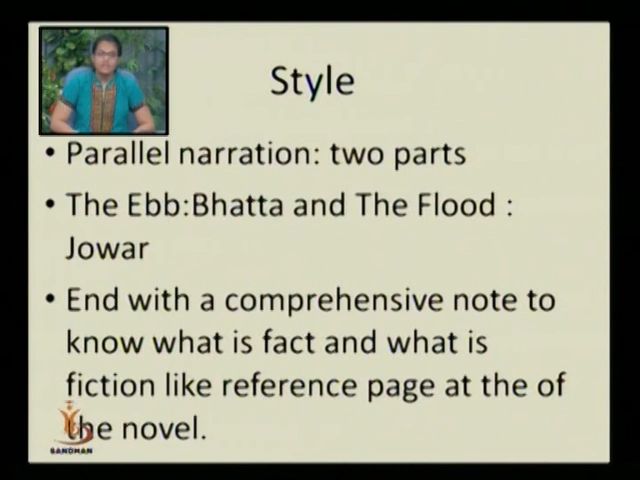 Style
• Parallel narration: two parts
• The Ebb:Bhatta and The Flood :
Jowar
• End with a comprehensive note to
know what is fact and what is
fiction like reference page at the of
the novel.
SANDHAN